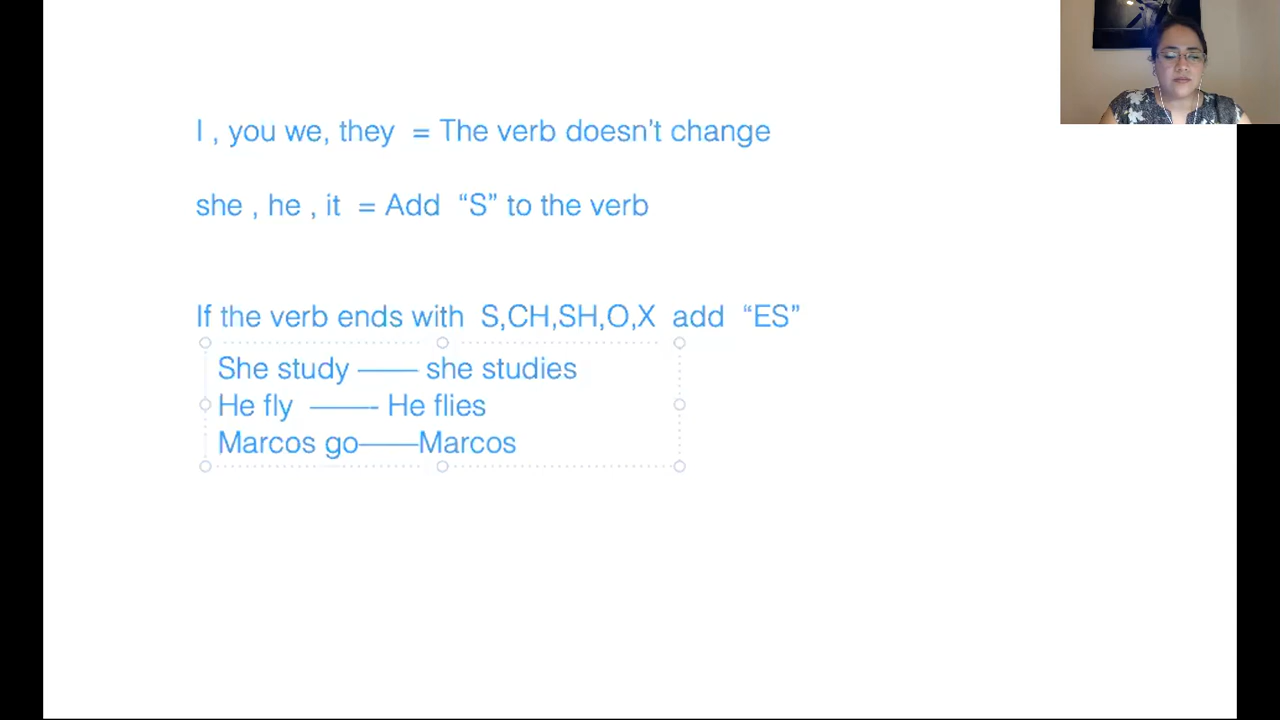 I , you we, they = The verb doesn’t change
she , he , it = Add “S” to the verb
If the verb ends with S,CH,SH,O,X add “ES”
She study —— she studies
He fly ——- He flies
Marcos go——Marcos